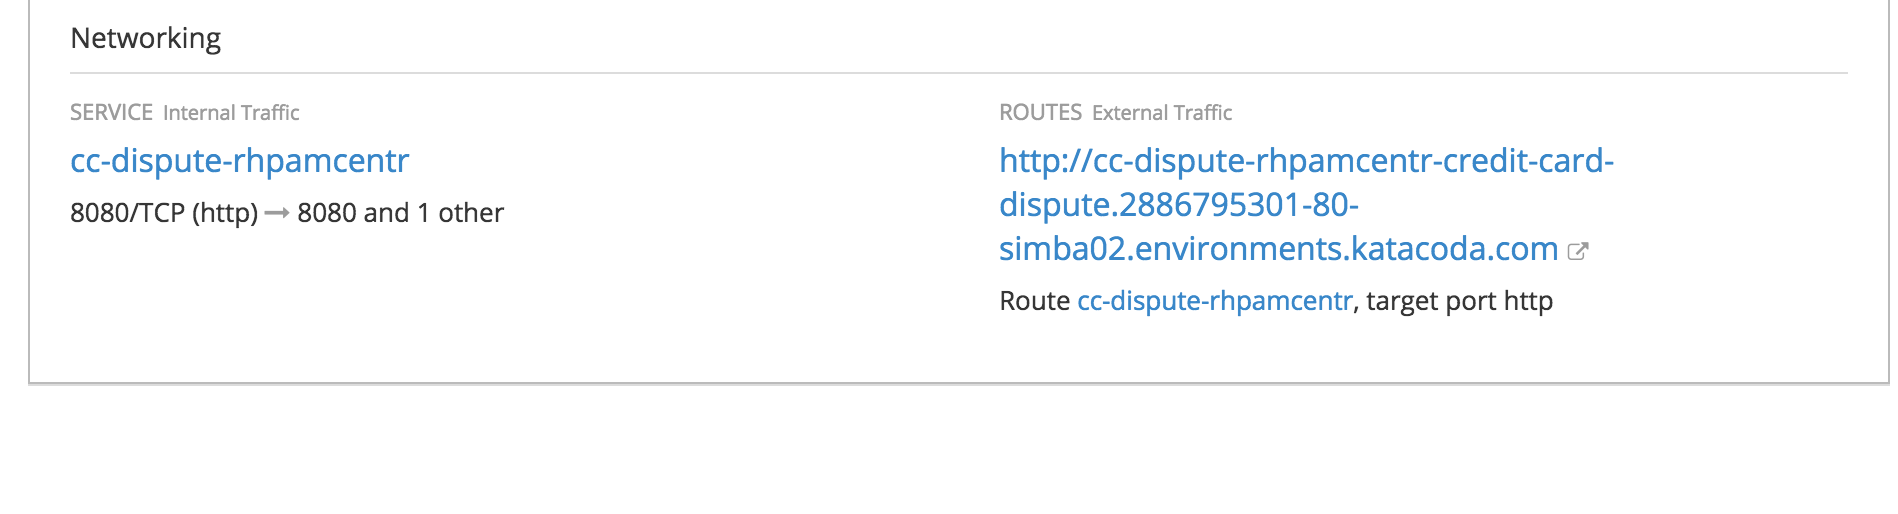 Networking
SERVICE Internal Traffic
cc-dispute-rhpamcentr
8080/TCP (http) → 8080 and 1 other
ROUTES External Traffic
http://cc-dispute-rhpamcentr-credit-card-
dispute.2886795301-80-
simba02.environments.katacoda.com
Route cc-dispute-rhpamcentr, target port http